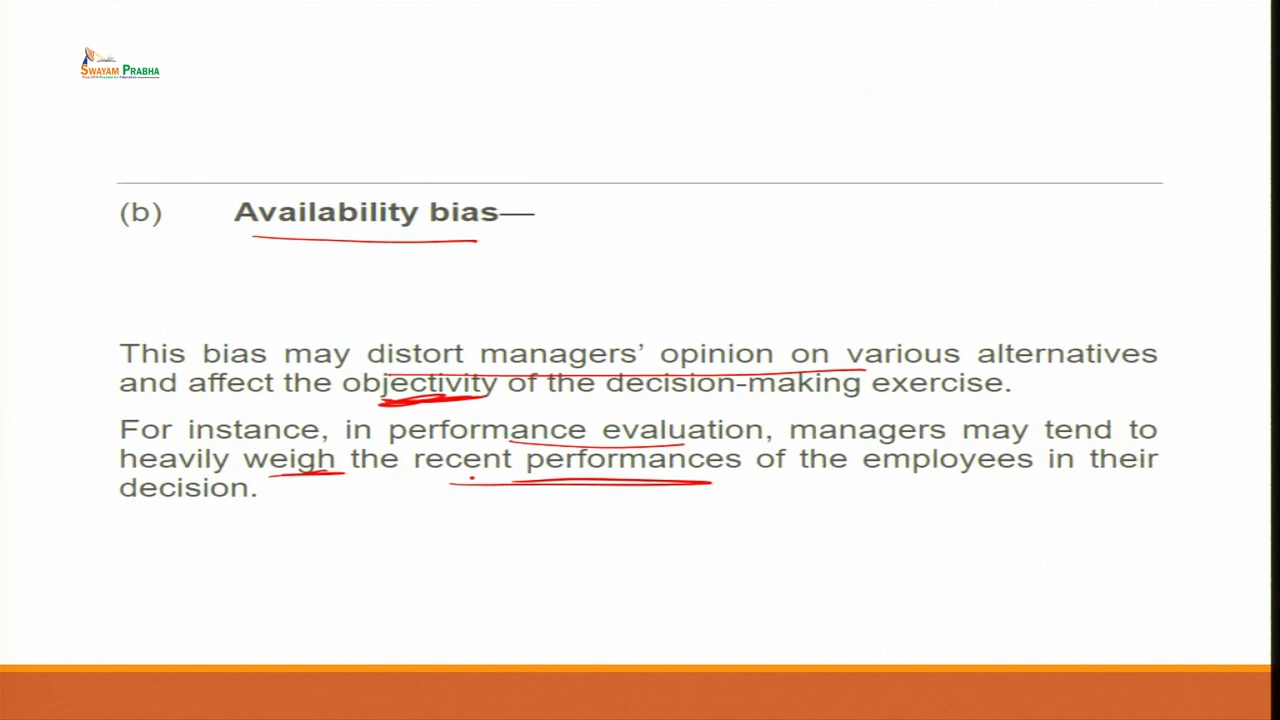 SWAYAM PRABHA
(b) Availability bias—
This bias may distort managers’ opinion on various alternatives
and affect the objectivity of the decision-making exercise.
For instance, in performance evaluation, managers may tend to
heavily weigh the recent performances of the employees in their
decision.